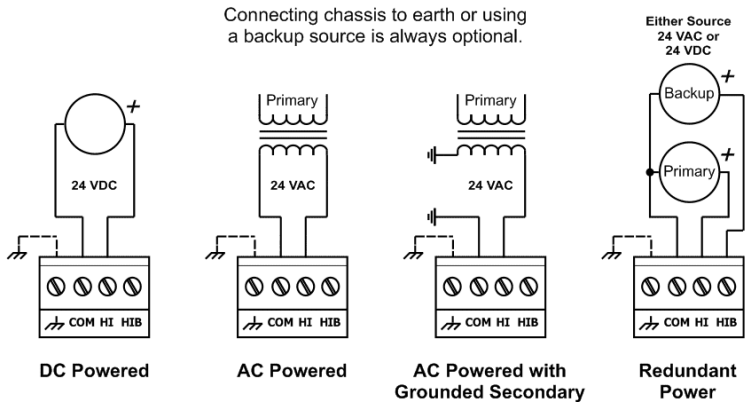 Connecting chassis to earth or using
a backup source is always optional.
Either Source
24 VAC or
24 VDC
+
Backup
+
Primary
24 VDC
COM HI HIB
DC Powered
Primary
24 VAC
COM HI HIB
AC Powered
Primary
24 VAC
COM HI HIB
AC Powered with
Grounded Secondary
+
COM HI HIB
Redundant
Power